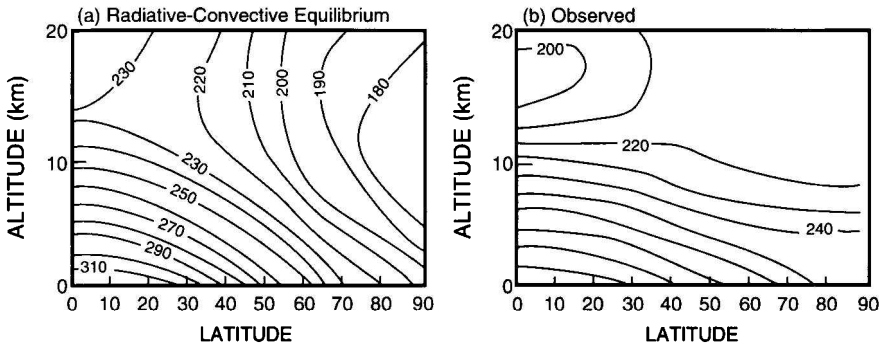 (a) Radiative-Convective Equilibrium
20
10
0
ALTITUDE (km)
230
220
210
200
190
180
230
250
270
290
310
0 10 20 30 40 50 60 70 80 90
LATITUDE
(b) Observed
20
10
0
ALTITUDE (km)
200
220
240
0 10 20 30 40 50 60 70 80 90
LATITUDE